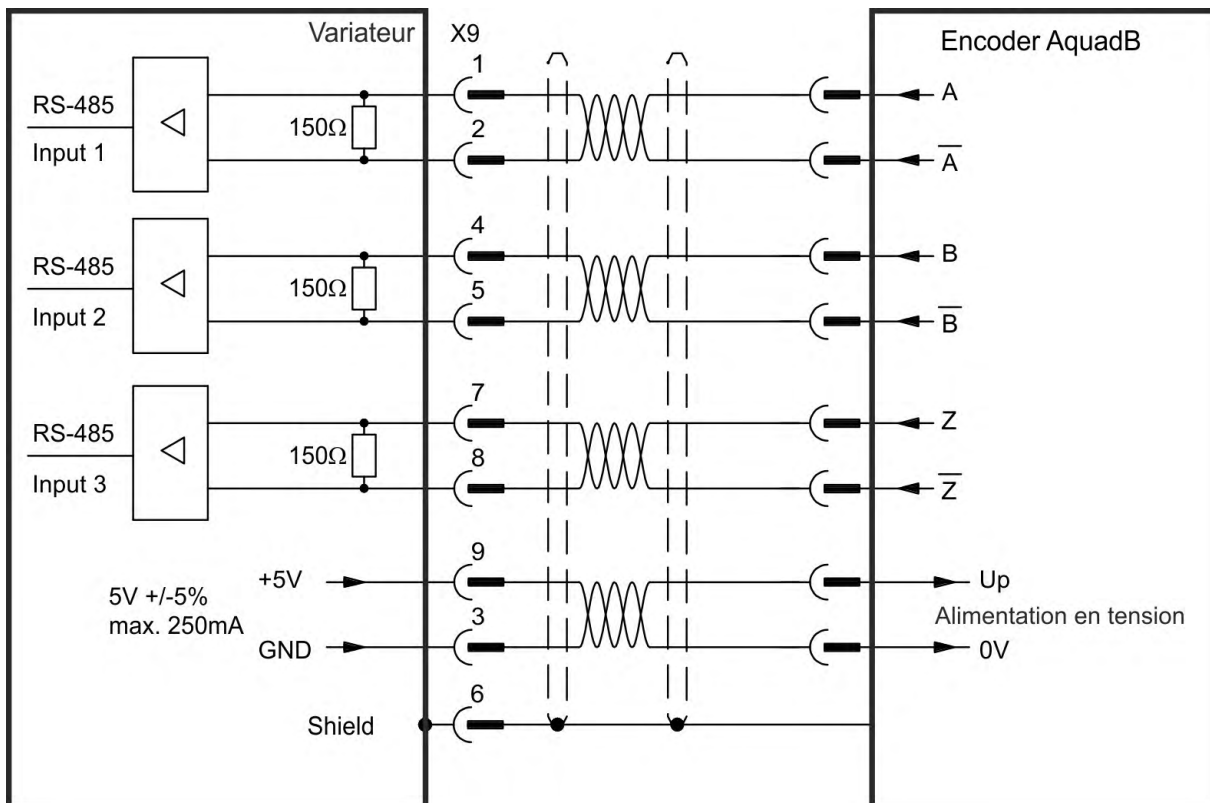 Variateur
X9
Encoder AquadB
1
A
RS-485
150Ω
2
Input 1
A̅
4
B
RS-485
150Ω
5
Input 2
B̅
7
Z
RS-485
150Ω
8
Input 3
Z̅
9
+5V
Up
5V +/-5%
max. 250mA
3
Alimentation en tension
GND
0V
6
Shield